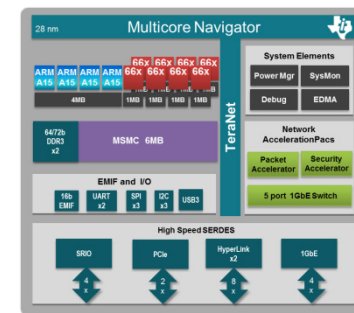 28 nm
Multicore Navigator
ARM A15
ARM A15
ARM A15
ARM A15
66x 66x 66x 66x
66x 66x 66x 66x
4MB
1MB 1MB 1MB 1MB
64/72b
DDR3
x2
MSMC 6MB
TeraNet
EMIF and I/O
16b
EMIF
UART
x2
SPI
x3
I2C
x3
USB3
System Elements
Power Mgr
SysMon
Debug
EDMA
Network
AccelerationPacs
Packet
Accelerator
Security
Accelerator
5 port 1GbE Switch
High Speed SERDES
SRIO
PCIe
HyperLink
x2
1GbE
4
x
2
x
8
x
4
x